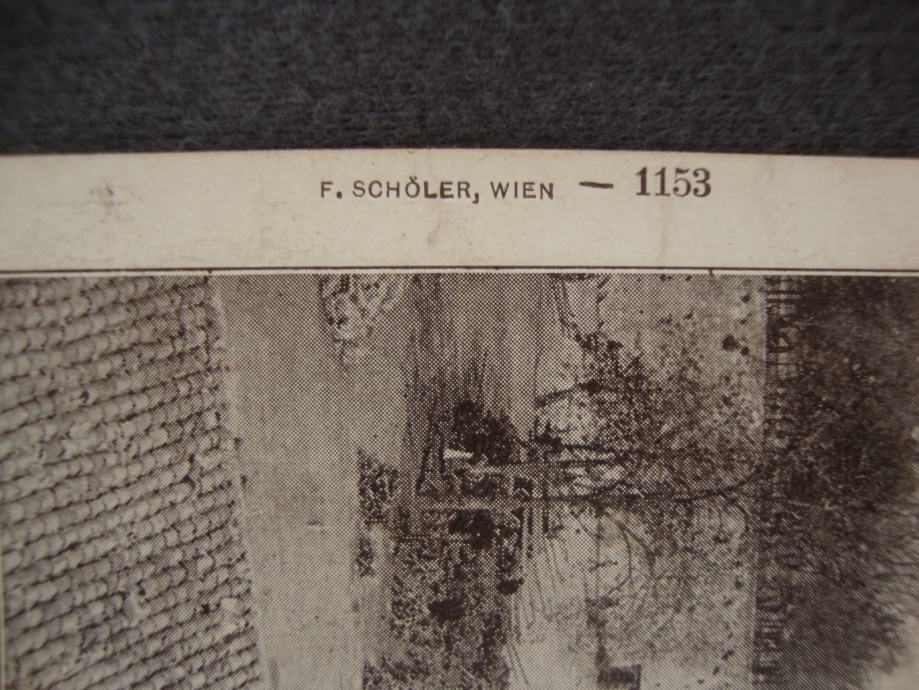 F. SCHÖLER, WIEN — 1153